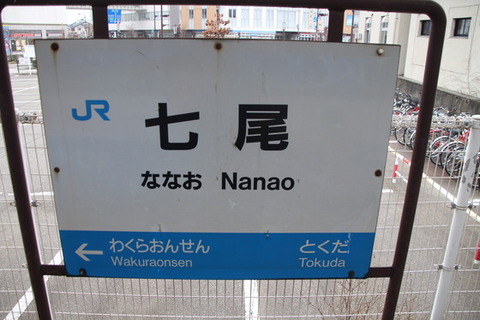 JR
七尾
ななお Nanao
← わくらおんせん とくだ
Wakuraonsen Tokuda